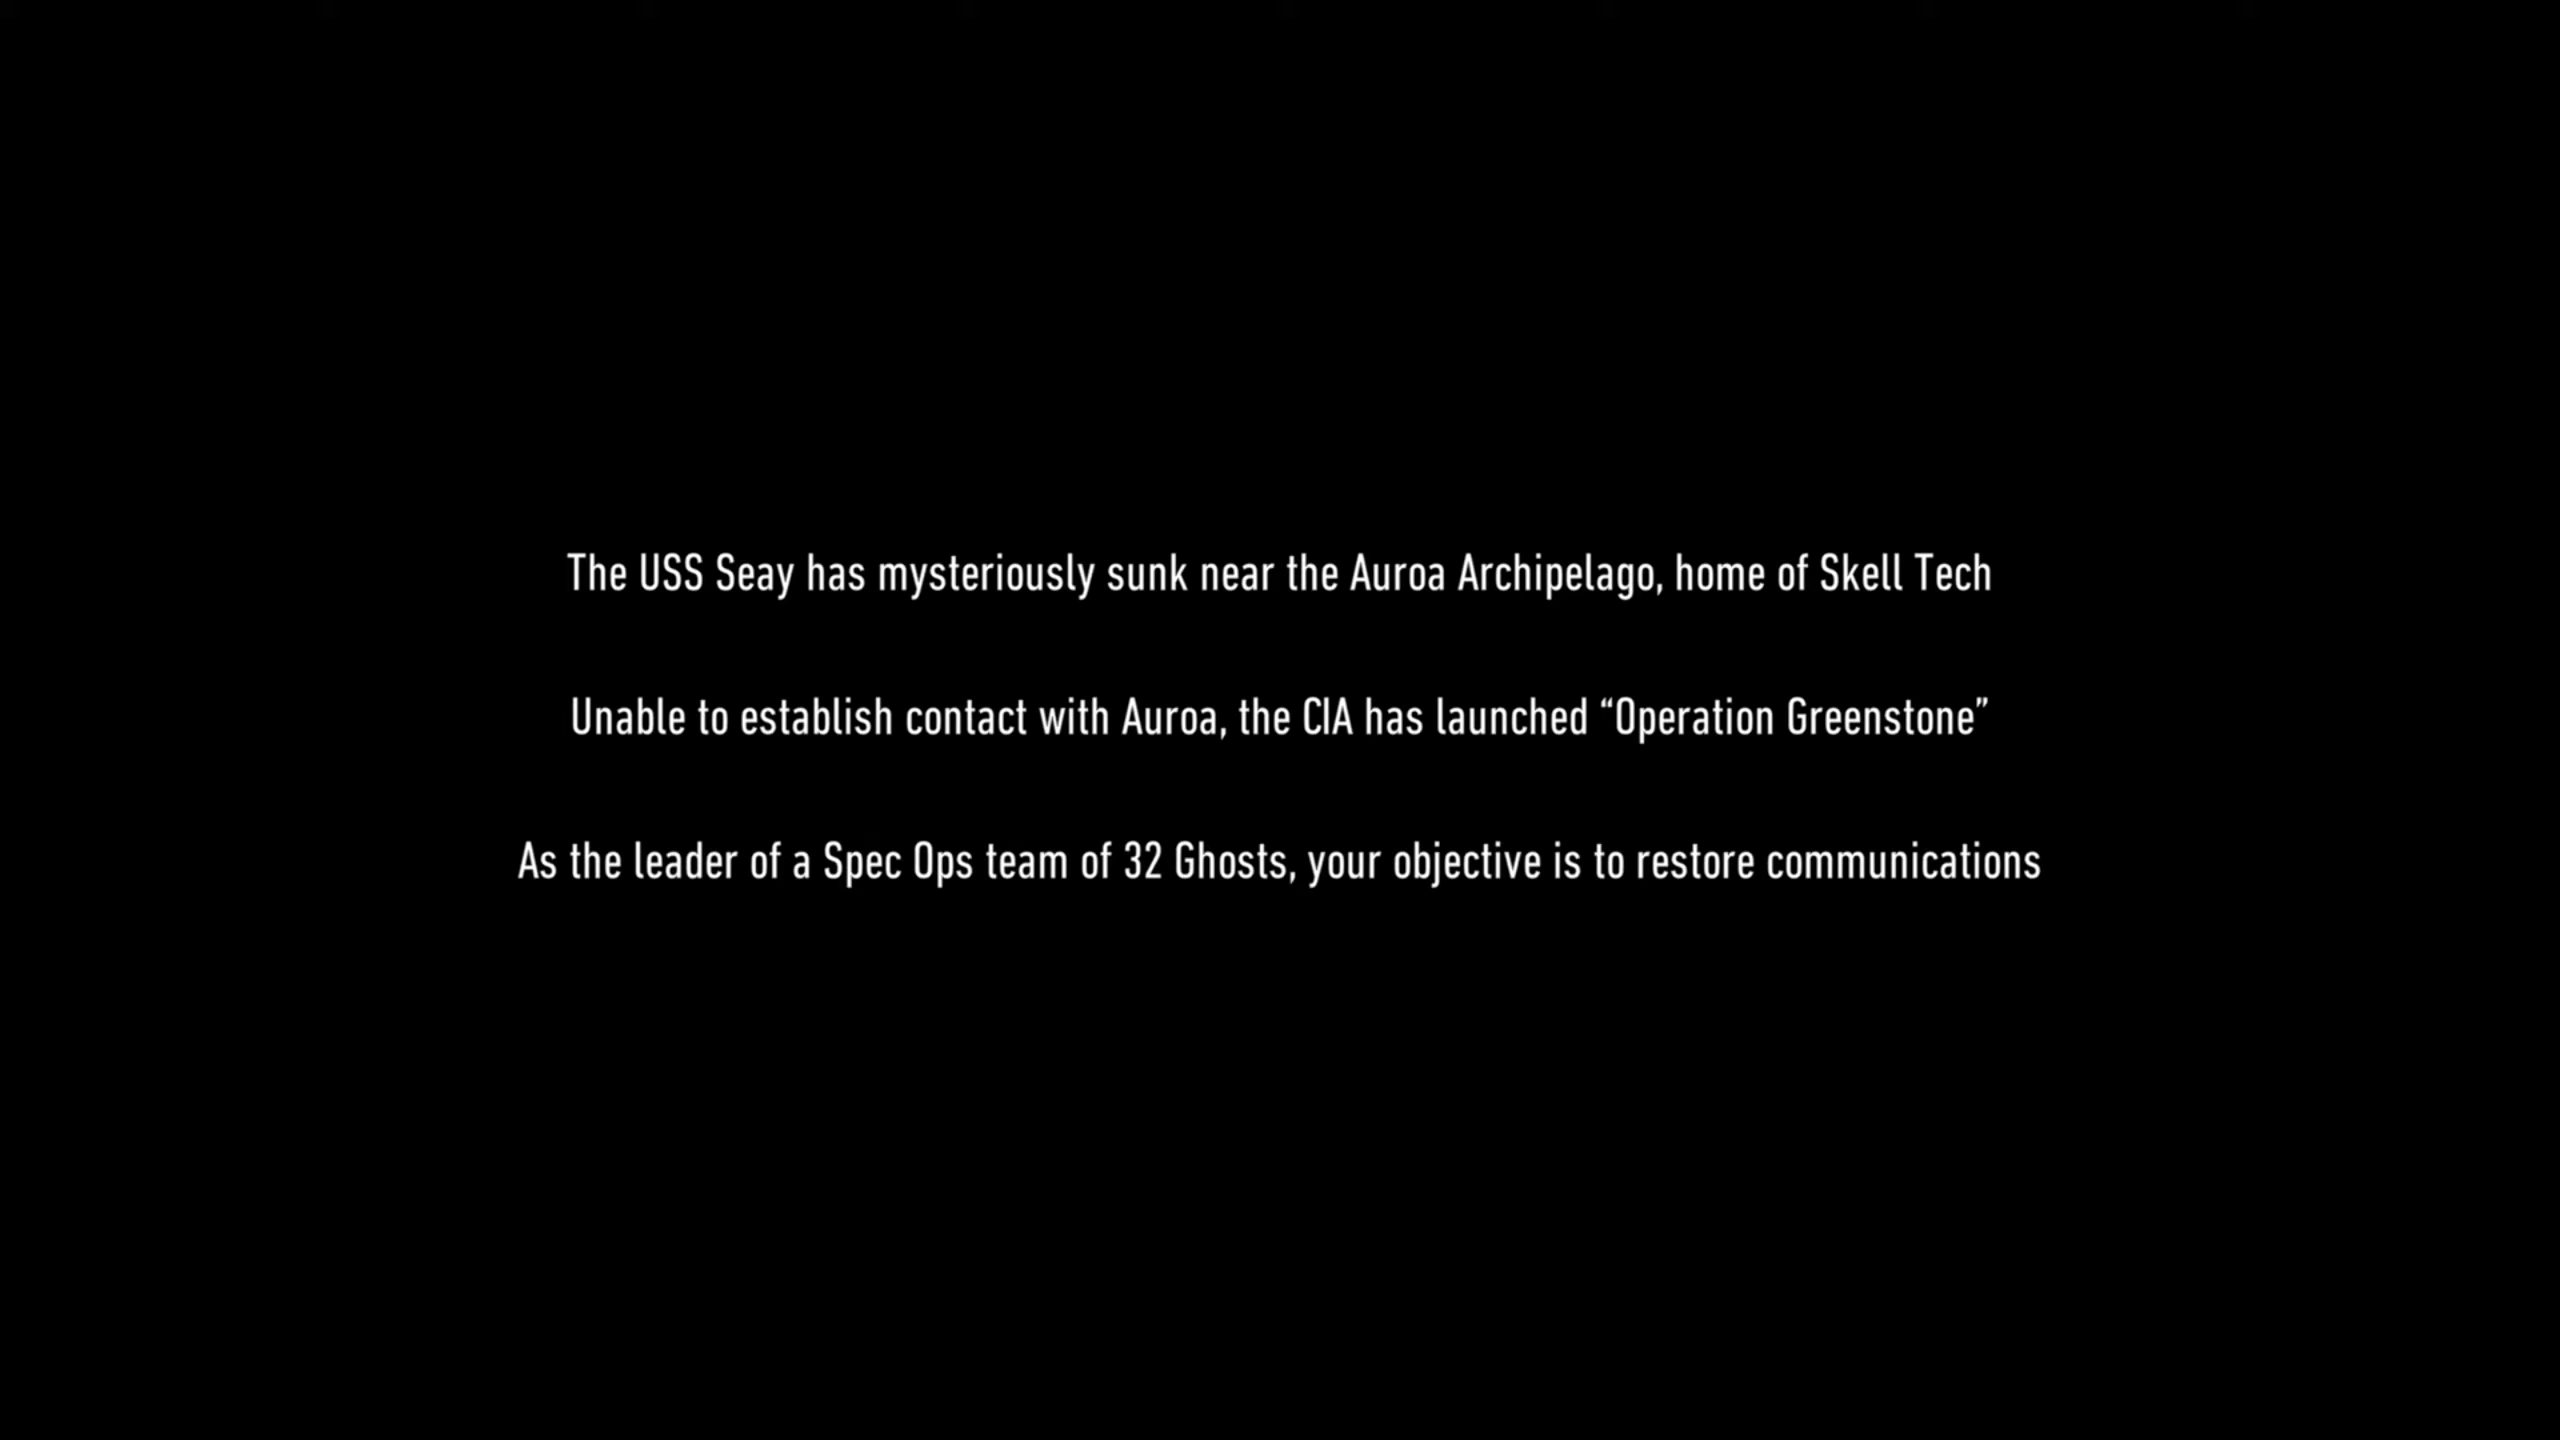 The USS Seay has mysteriously sunk near the Auroa Archipelago, home of Skell Tech
Unable to establish contact with Auroa, the CIA has launched “Operation Greenstone”
As the leader of a Spec Ops team of 32 Ghosts, your objective is to restore communications